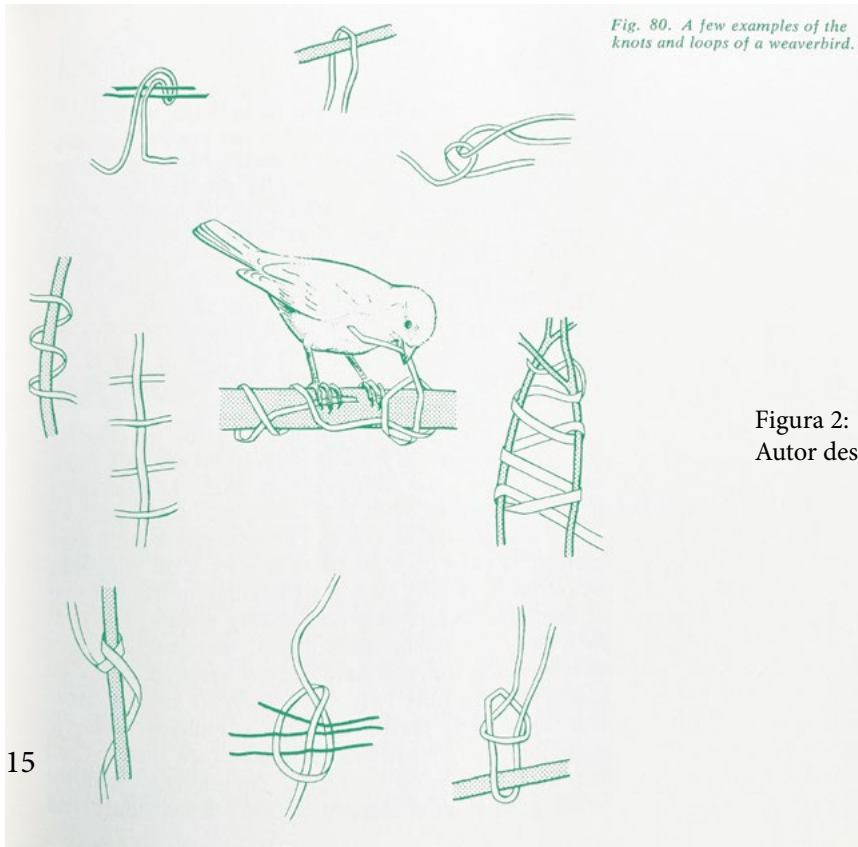 Fig. 80. A few examples of the
knots and loops of a weaverbird.
Figura 2:
Autor des
15